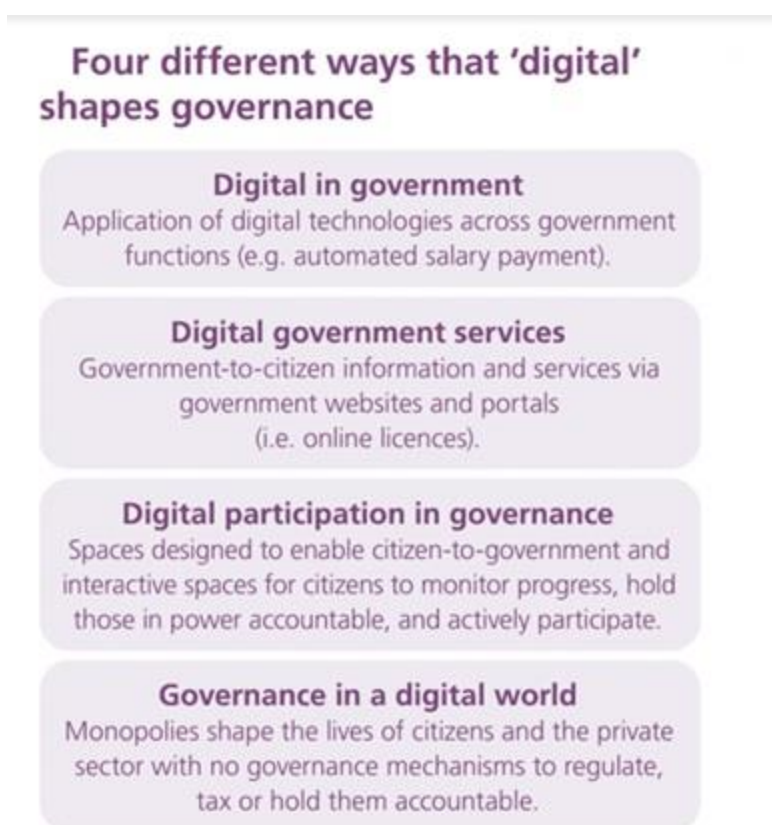 Four different ways that ‘digital’
shapes governance
Digital in government
Application of digital technologies across government
functions (e.g. automated salary payment).
Digital government services
Government-to-citizen information and services via
government websites and portals
(i.e. online licences).
Digital participation in governance
Spaces designed to enable citizen-to-government and
interactive spaces for citizens to monitor progress, hold
those in power accountable, and actively participate.
Governance in a digital world
Monopolies shape the lives of citizens and the private
sector with no governance mechanisms to regulate,
tax or hold them accountable.